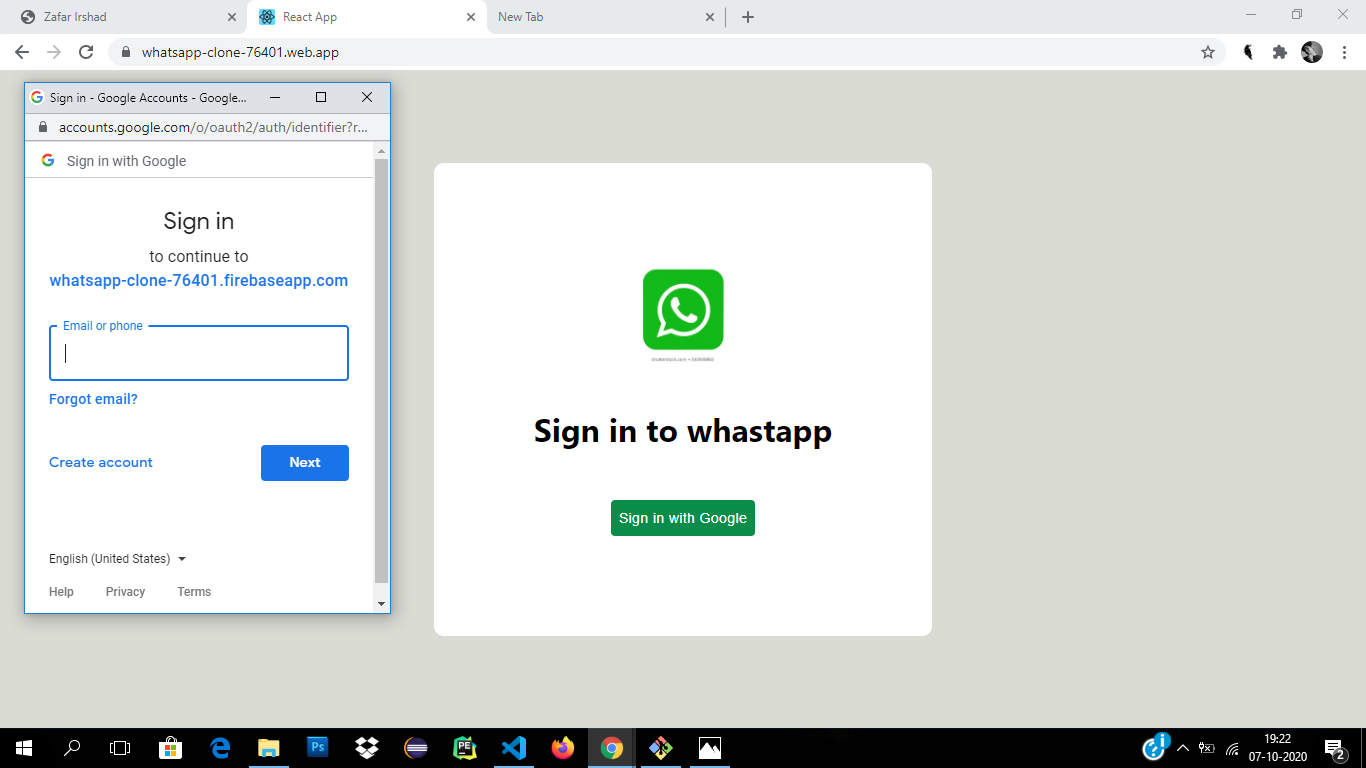 Zafar Irshad
React App
New Tab
whatsapp-clone-76401.web.app
Sign in - Google Accounts - Google...
accounts.google.com/o/oauth2/auth/identifier?r...
Sign in with Google
Sign in
to continue to
whatsapp-clone-76401.firebaseapp.com
Email or phone
Forgot email?
Create account
Next
English (United States)
Help Privacy Terms
Sign in to whastapp
Sign in with Google
Ps
PE
19:22
07-10-2020
2